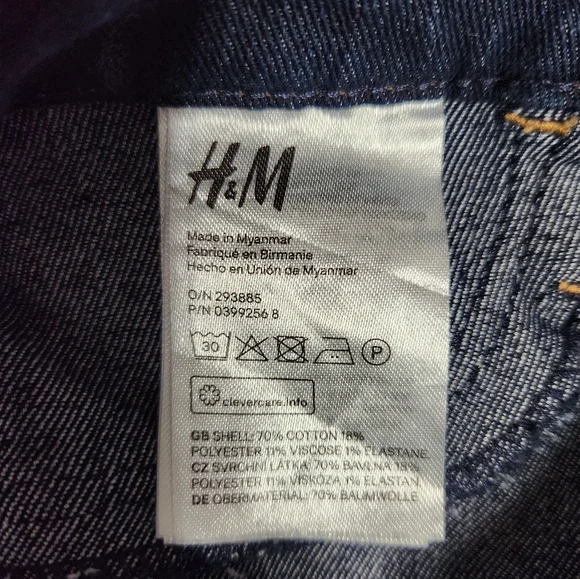 H&M
Made in Myanmar
Fabriqué en Birmanie
Hecho en Unión de Myanmar
O/N 293885
P/N 0399256 8
30 P
clevercare.info
GB SHELL: 70% COTTON 18%
POLYESTER 11% VISCOSE 1% ELASTANE
CZ SVRCHNÍ LÁTKA: 70% BAVLNA 18%
POLYESTER 11% VISKÓZA 1% ELASTAN
DE OBERMATERIAL: 70% BAUMWOLLE